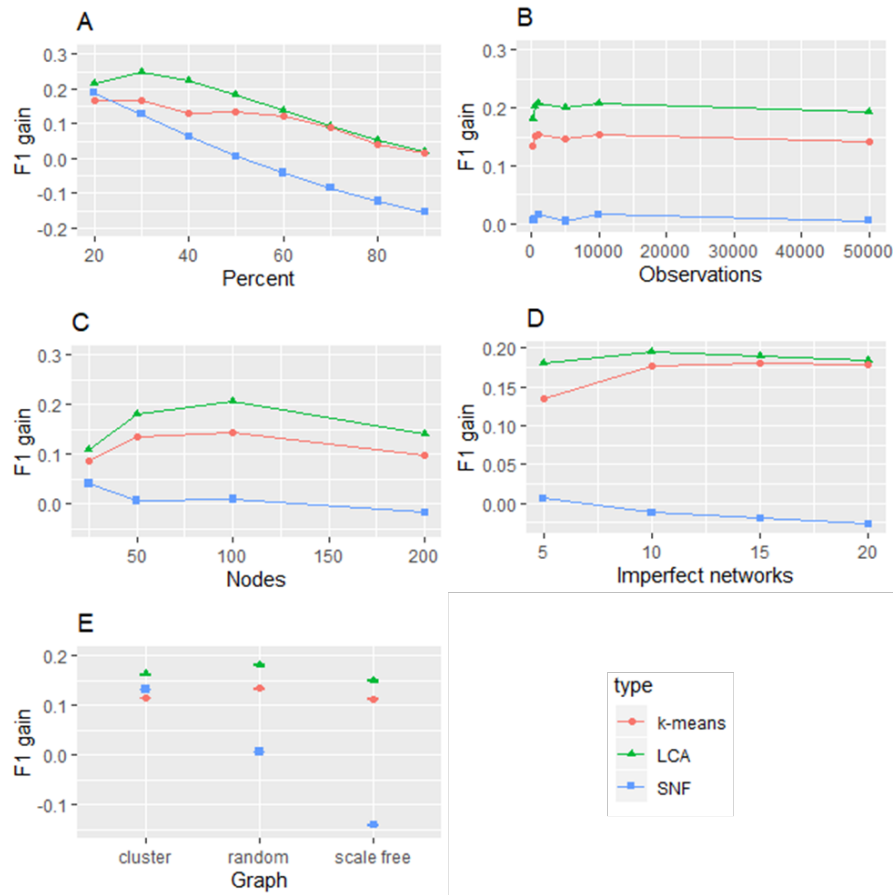 A
F1 gain
0.3
0.2
0.1
0.0
-0.1
-0.2
20
40
60
80
Percent
B
F1 gain
0.3
0.2
0.1
0.0
0
10000
20000
30000
40000
50000
Observations
C
F1 gain
0.3
0.2
0.1
0.0
50
100
150
200
Nodes
D
F1 gain
0.20
0.15
0.10
0.05
0.00
5
10
15
20
Imperfect networks
E
F1 gain
0.2
0.1
0.0
-0.1
cluster
random
scale free
Graph
type
k-means
LCA
SNF